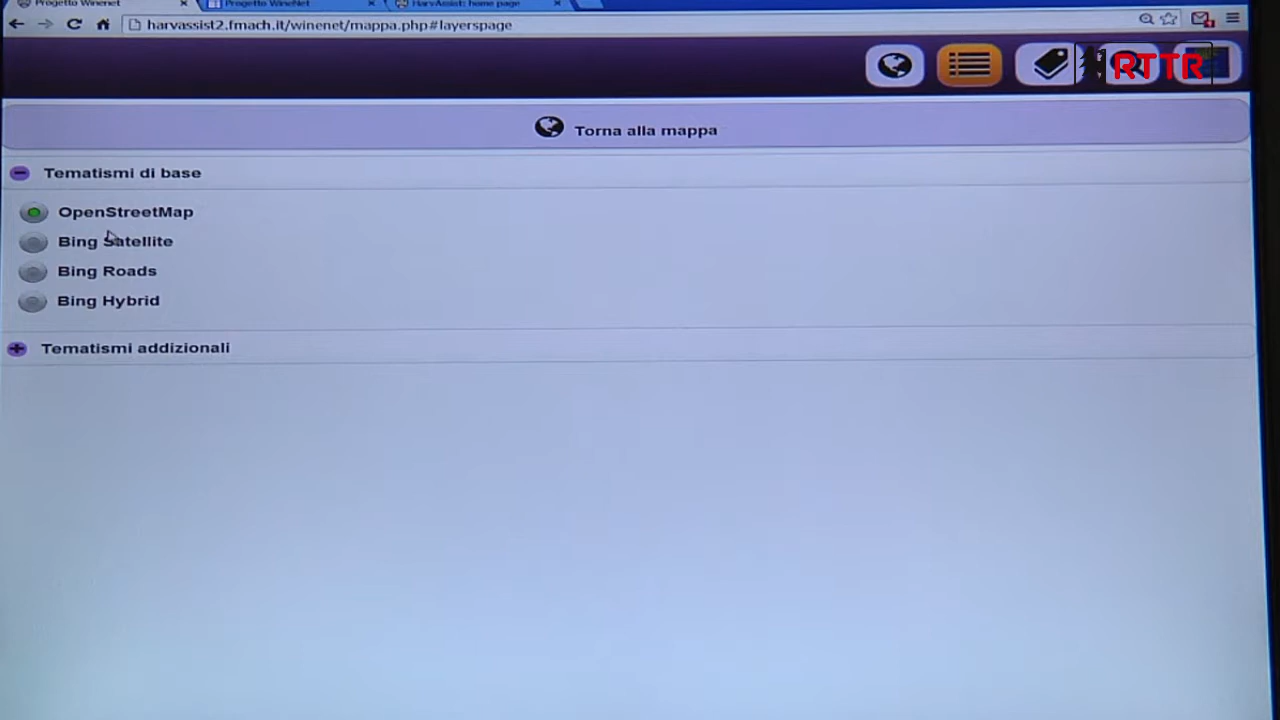 Progetto Winenet
Progetto WineNet
HarvAssist: home page
harvassist2.fmach.it/winenet/mappa.php#layerspage
RTTR
Torna alla mappa
Tematismi di base
OpenStreetMap
Bing Satellite
Bing Roads
Bing Hybrid
Tematismi addizionali